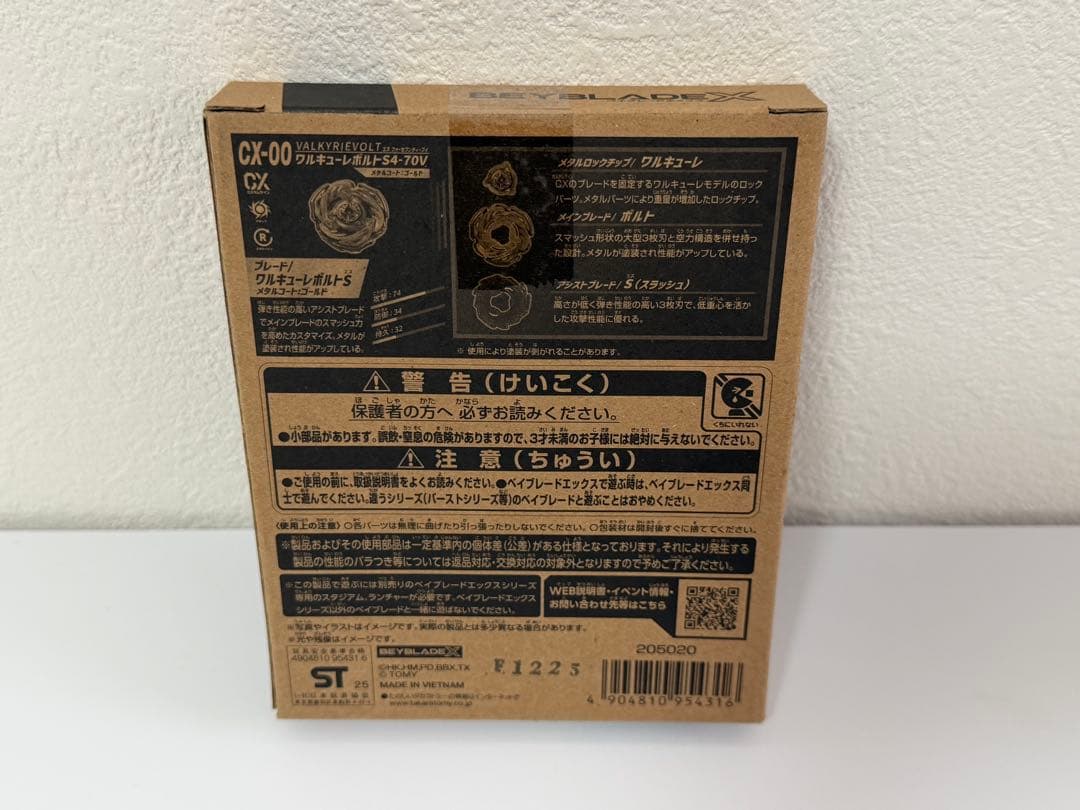 BEYBLADE X
CX-00
VALKYRIEVOLT
ワルキューレボルトS4-70V
メタルコート:ゴールド
CX
R
ブレード/
ワルキューレボルトS
メタルコート:ゴールド
攻撃:74
防御:34
持久:32
弾き性能の高いアシストブレード
でメインブレードのスマッシュ力
を高めたカスタマイズ。メタルが
塗装され性能がアップしている。
メタルロックチップ/ ワルキューレ
CXのブレードを固定するワルキューレモデルのロック
パーツ。メタルパーツにより重量が増加したロックチップ。
メインブレード/ ボルト
スマッシュ形状の大型3枚刃と空力構造を併せ持っ
た設計。メタルが塗装され性能がアップしている。
アシストブレード/ S(スラッシュ)
高さが低く弾き性能の高い3枚刃で、低重心を活か
した攻撃性能に優れる。
※ 使用により塗装が剥がれることがあります。
警 告(けいこく)
保護者の方へ 必ずお読みください。
くちにいれない
●小部品があります。誤飲・窒息の危険がありますので、3才未満のお子様には絶対に与えないでください。
注 意(ちゅうい)
●ご使用の前に、取扱説明書をよくお読みください。●ベイブレードエックスで遊ぶ時は、ベイブレードエックス同
士で遊んでください。違うシリーズ(バーストシリーズ等)のベイブレードと遊ぶことはおやめください。
〈使用上の注意〉○各パーツは無理に曲げたり引っ張ったりしないでください。○包装材は開封後すぐに捨ててください。
※製品およびその使用部品は一定基準内の個体差(公差)がある仕様となっております。それにより発生する
製品の性能のバラつき等については返品対応・交換対応の対象外となりますので予めご了承ください。
※この製品で遊ぶには別売りのベイブレードエックスシリーズ
専用のスタジアム、ランチャーが必要です。ベイブレードエックス
シリーズ以外のベイブレードと一緒に遊ばないでください。
WEB説明書・イベント情報・
お問い合わせ先等はこちら
※写真やイラストはイメージです。実際の製品とは多少異なる場合があります。
※光や残像はイメージです。
玩具安全基準合格
4904810 95431 6
ST 25
BEYBLADE X
©HK,HM,PD,BBX,TX
© TOMY
MADE IN VIETNAM
www.takaratomy.co.jp
F1225
205020
4 904810 954316